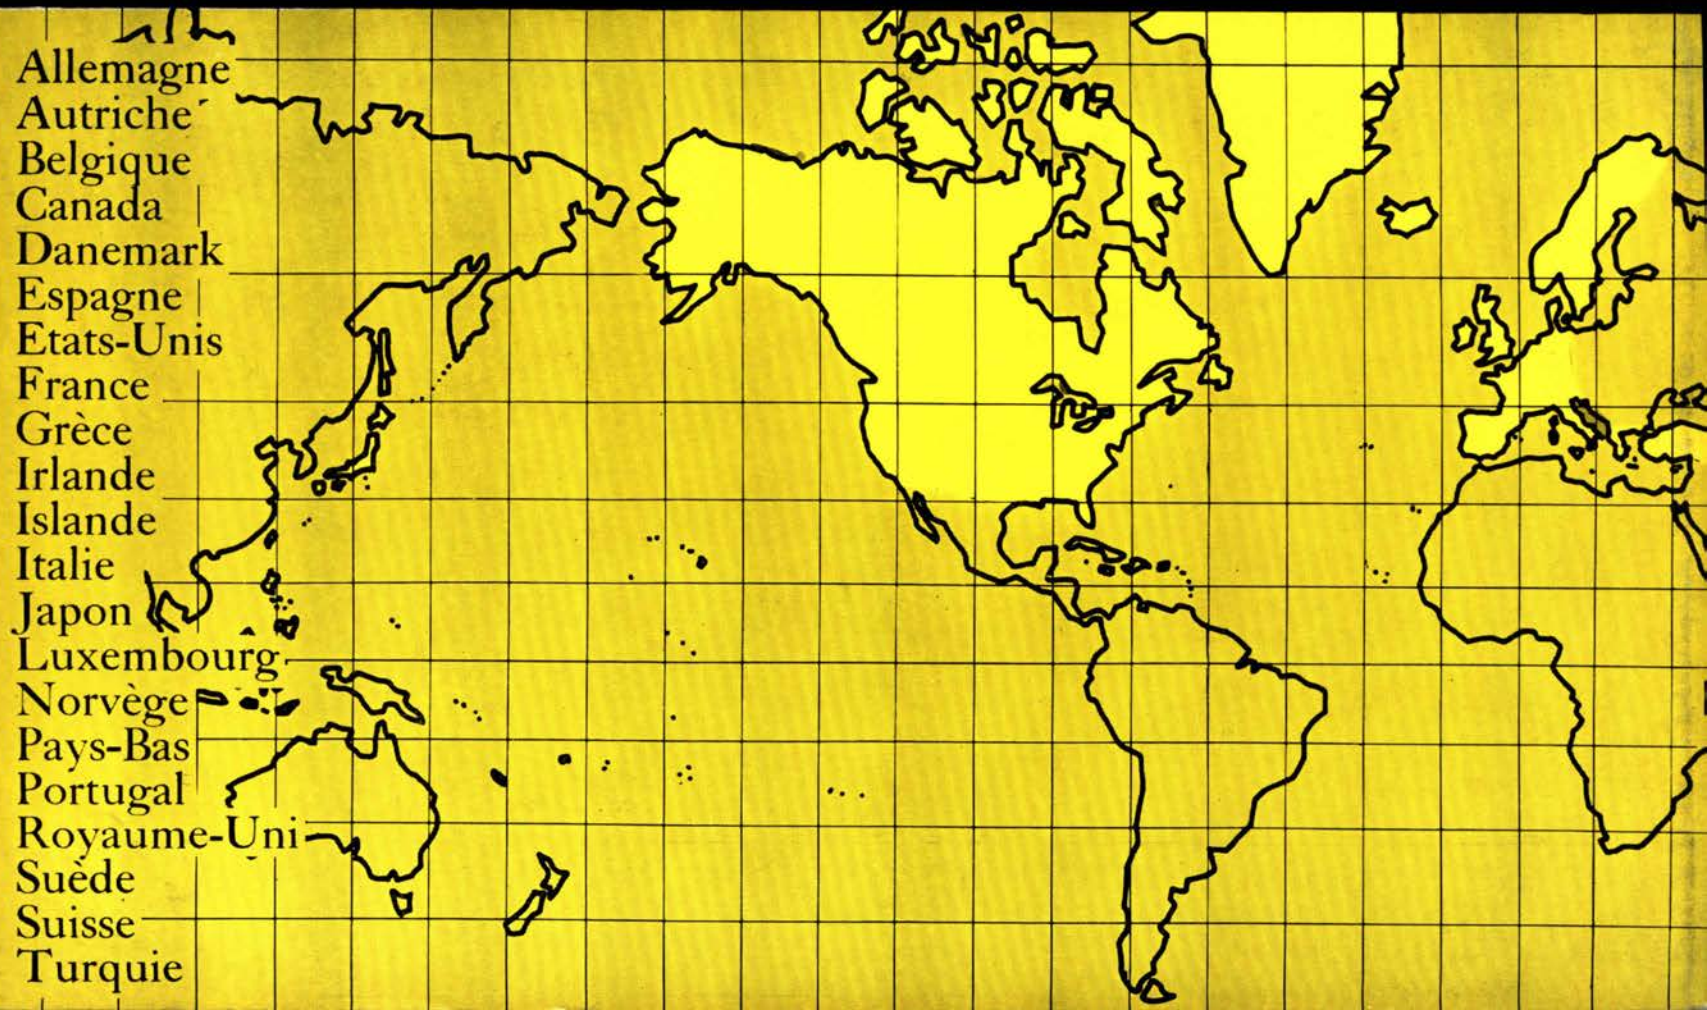 Allemagne
Autriche
Belgique
Canada
Danemark
Espagne
Etats-Unis
France
Grèce
Irlande
Islande
Italie
Japon
Luxembourg
Norvège
Pays-Bas
Portugal
Royaume-Uni
Suède
Suisse
Turquie